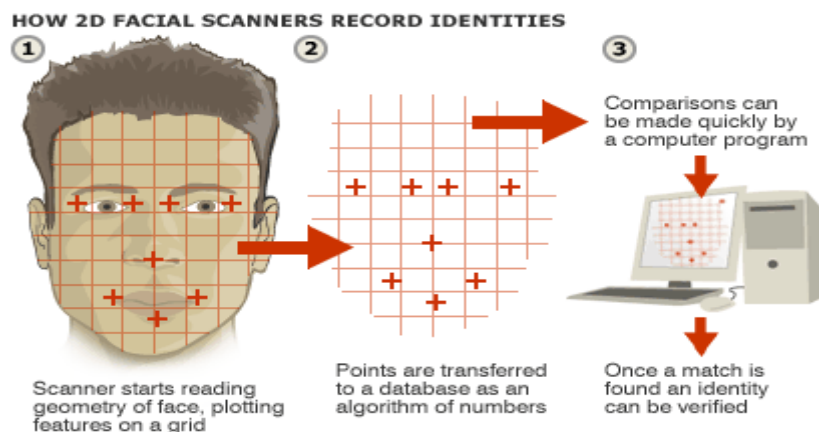 HOW 2D FACIAL SCANNERS RECORD IDENTITIES
1
2
3
Scanner starts reading
geometry of face, plotting
features on a grid
Points are transferred
to a database as an
algorithm of numbers
Comparisons can
be made quickly by
a computer program
Once a match is
found an identity
can be verified